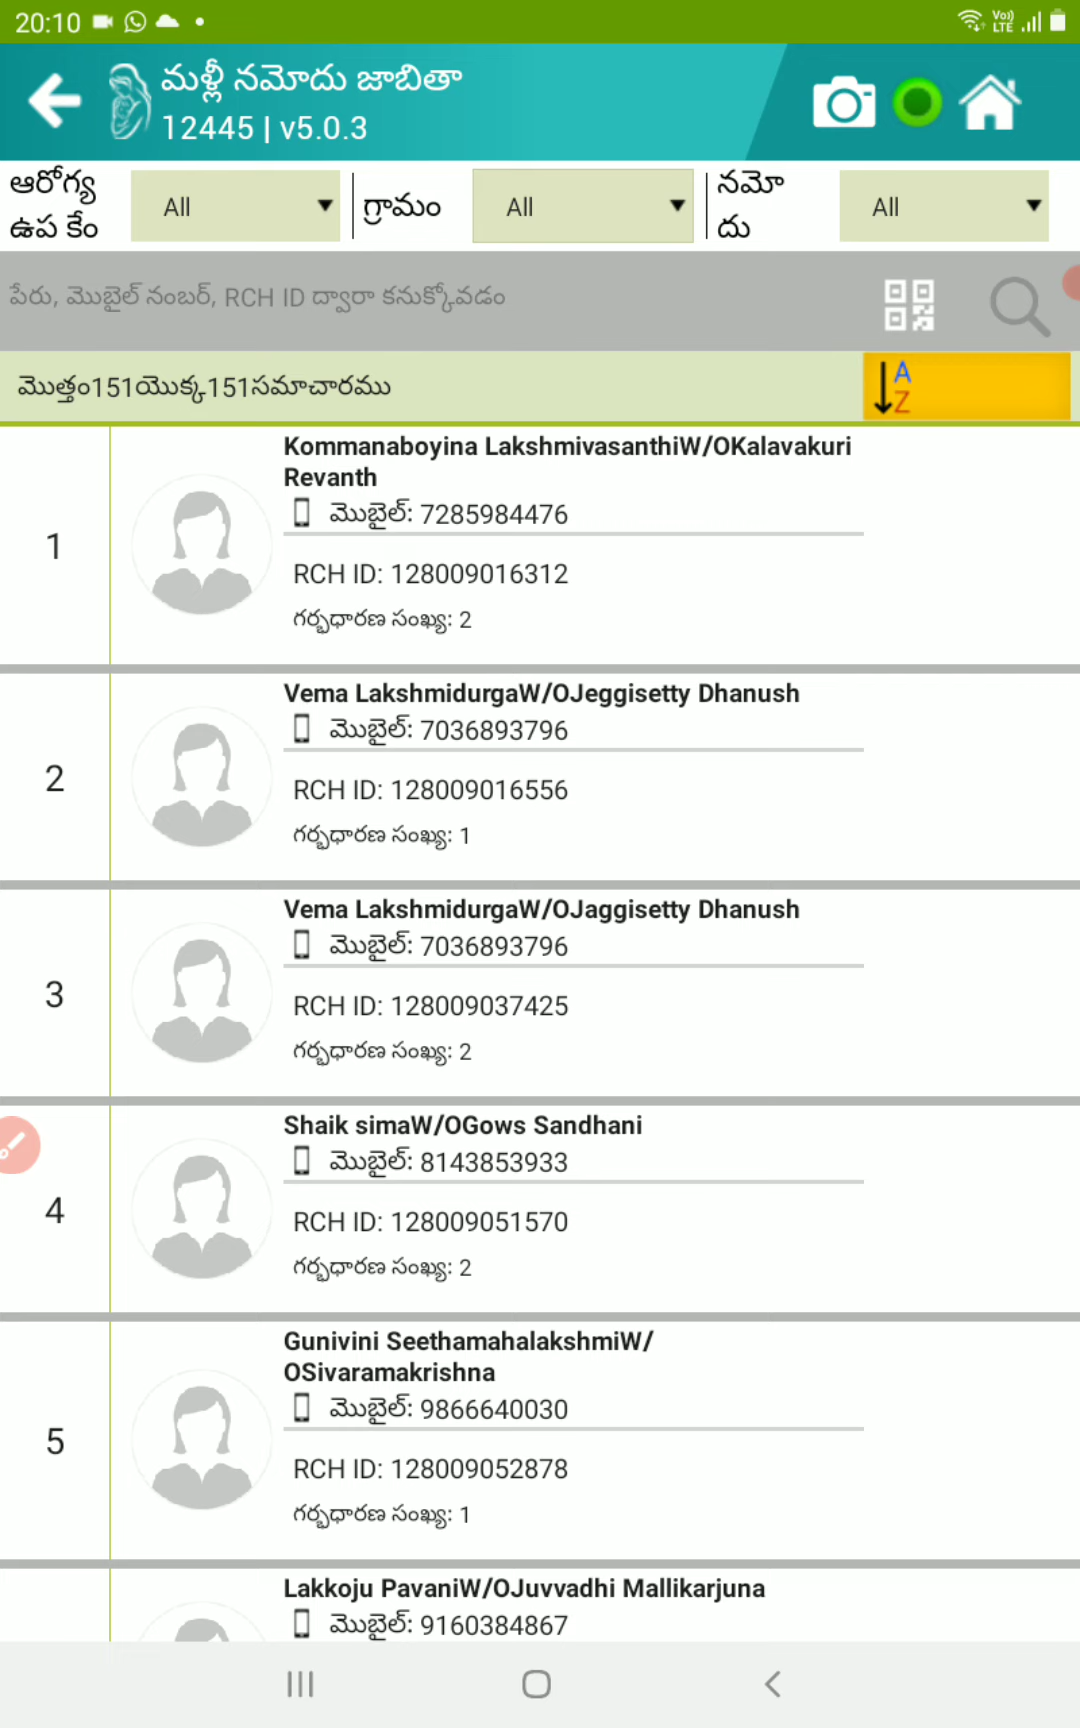 20:10
Vo)) LTE
మళ్లీ నమోదు జాబితా
12445 | v5.0.3
ఆరోగ్య ఉప కేం
All
గ్రామం
All
నమోదు
All
పేరు, మొబైల్ నంబర్, RCH ID ద్వారా కనుక్కోవడం
మొత్తం151యొక్క151సమాచారము
A
Z
1
Kommanaboyina LakshmivasanthiW/OKalavakuri
Revanth
మొబైల్: 7285984476
RCH ID: 128009016312
గర్భధారణ సంఖ్య: 2
2
Vema LakshmidurgaW/OJeggisetty Dhanush
మొబైల్: 7036893796
RCH ID: 128009016556
గర్భధారణ సంఖ్య: 1
3
Vema LakshmidurgaW/OJaggisetty Dhanush
మొబైల్: 7036893796
RCH ID: 128009037425
గర్భధారణ సంఖ్య: 2
4
Shaik simaW/OGows Sandhani
మొబైల్: 8143853933
RCH ID: 128009051570
గర్భధారణ సంఖ్య: 2
5
Gunivini SeethamahalakshmiW/
OSivaramakrishna
మొబైల్: 9866640030
RCH ID: 128009052878
గర్భధారణ సంఖ్య: 1
Lakkoju PavaniW/OJuvvadhi Mallikarjuna
మొబైల్: 9160384867